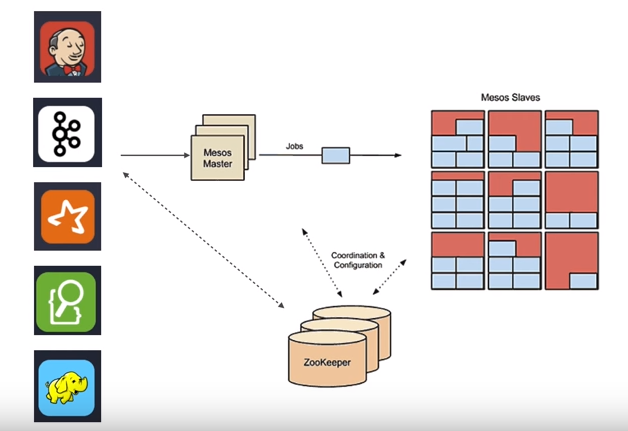 Mesos Slaves
Mesos
Master
Jobs
Coordination &
Configuration
ZooKeeper